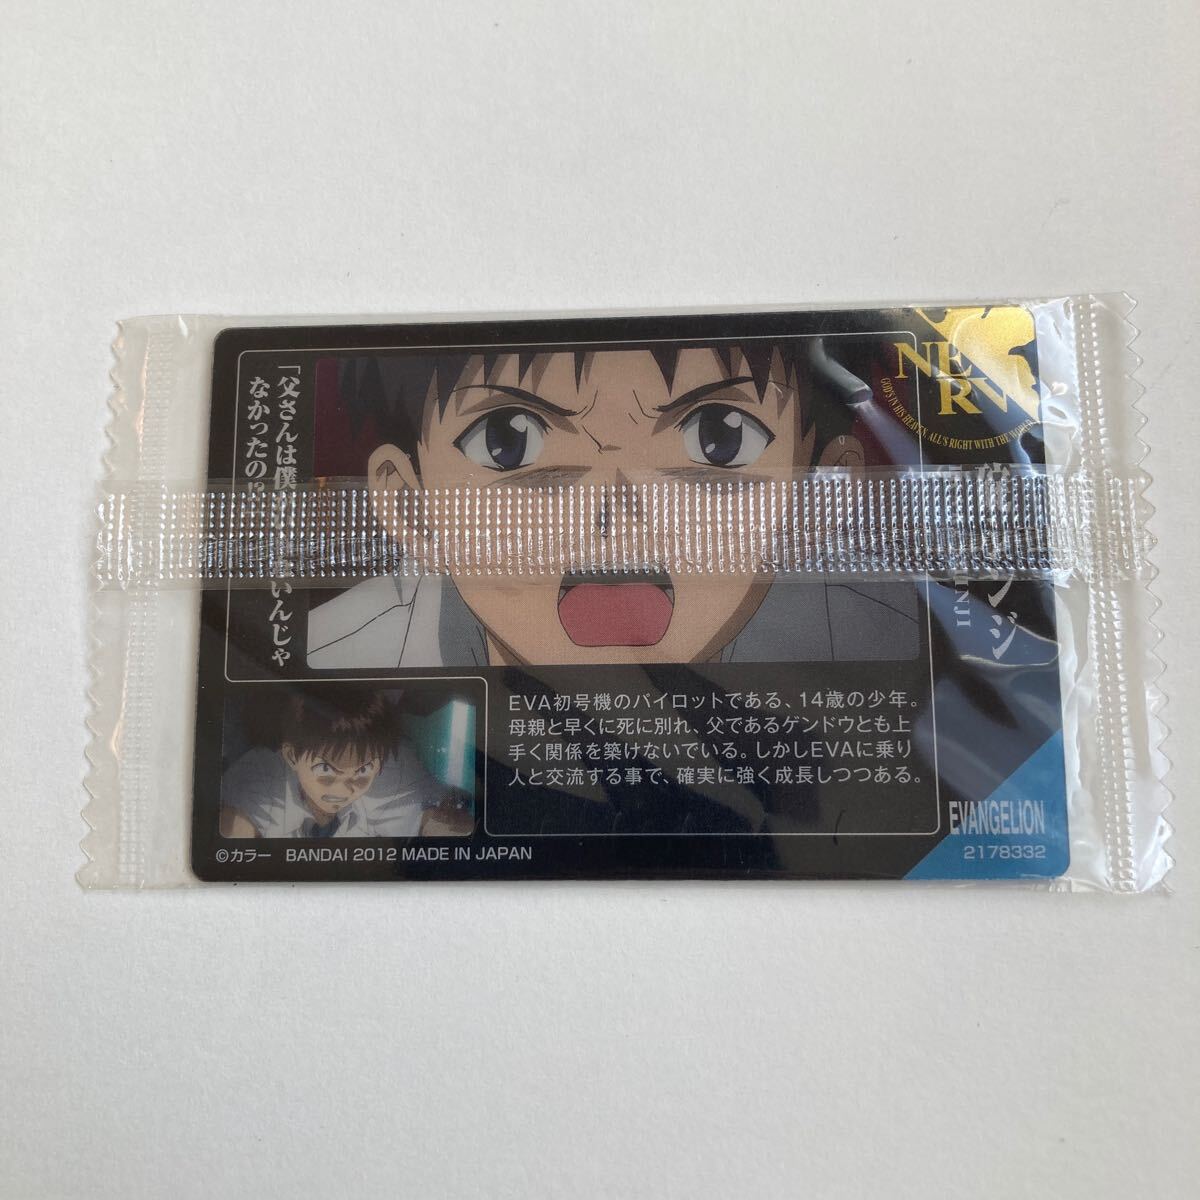 「父さんは僕
いんじゃ
なかったの!?
NE
RV
GOD'S IN HIS HEAVEN, ALL'S RIGHT WITH THE WORLD
ンジ
INJI
EVA初号機のパイロットである、14歳の少年。
母親と早くに死に別れ、父であるゲンドウとも上
手く関係を築けないでいる。しかしEVAに乗り
人と交流する事で、確実に強く成長しつつある。
EVANGELION
2178332
©カラー BANDAI 2012 MADE IN JAPAN